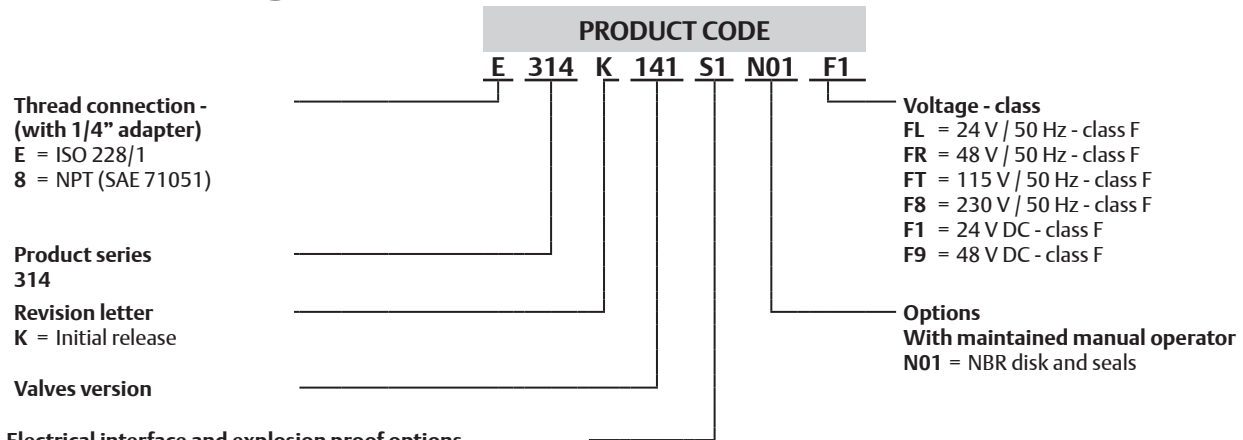 PRODUCT CODE
E 314 K 141 S1 N01 F1
Thread connection -
(with 1/4” adapter)
E = ISO 228/1
8 = NPT (SAE 71051)
Product series
314
Revision letter
K = Initial release
Valves version
Electrical interface and explosion proof options
Voltage - class
FL = 24 V / 50 Hz - class F
FR = 48 V / 50 Hz - class F
FT = 115 V / 50 Hz - class F
F8 = 230 V / 50 Hz - class F
F1 = 24 V DC - class F
F9 = 48 V DC - class F
Options
With maintained manual operator
N01 = NBR disk and seals